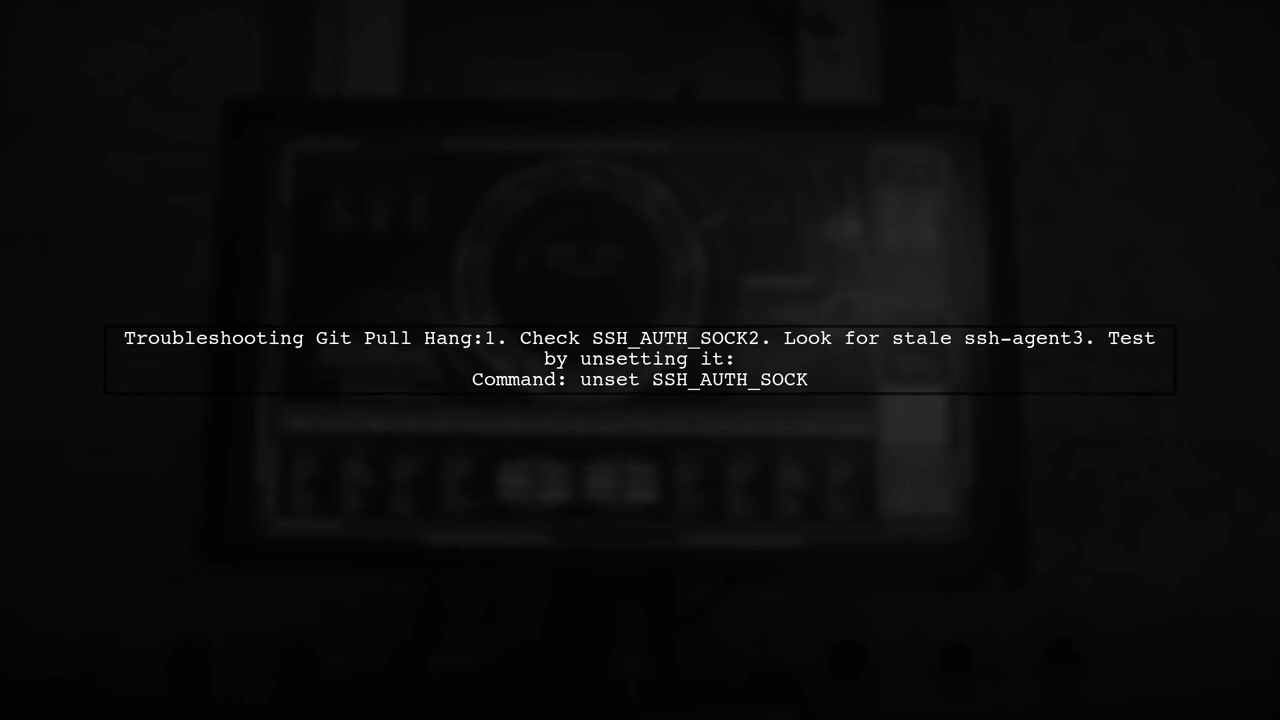 Troubleshooting Git Pull Hang:1. Check SSH_AUTH_SOCK2. Look for stale ssh-agent3. Test
by unsetting it:
Command: unset SSH_AUTH_SOCK